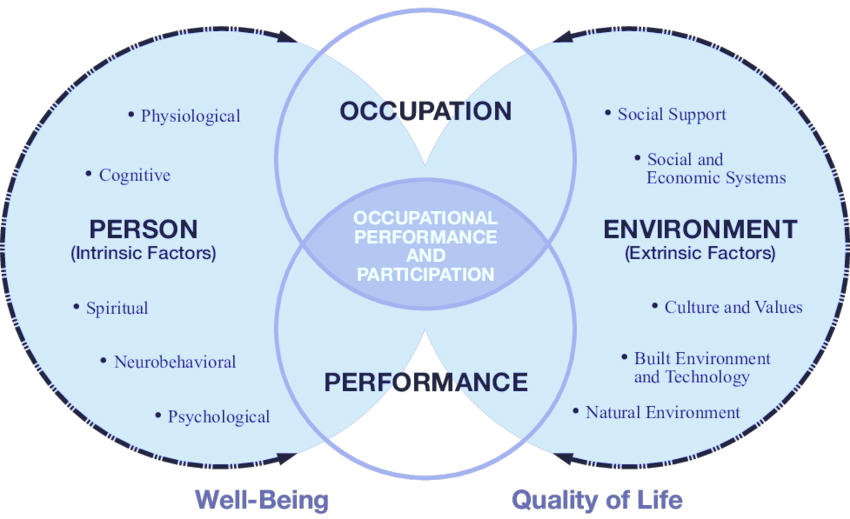 OCCUPATION
• Physiological
• Cognitive
PERSON
(Intrinsic Factors)
• Spiritual
• Neurobehavioral
• Psychological
OCCUPATIONAL
PERFORMANCE
AND
PARTICIPATION
PERFORMANCE
• Social Support
• Social and
Economic Systems
ENVIRONMENT
(Extrinsic Factors)
• Culture and Values
• Built Environment
and Technology
• Natural Environment
Well-Being
Quality of Life